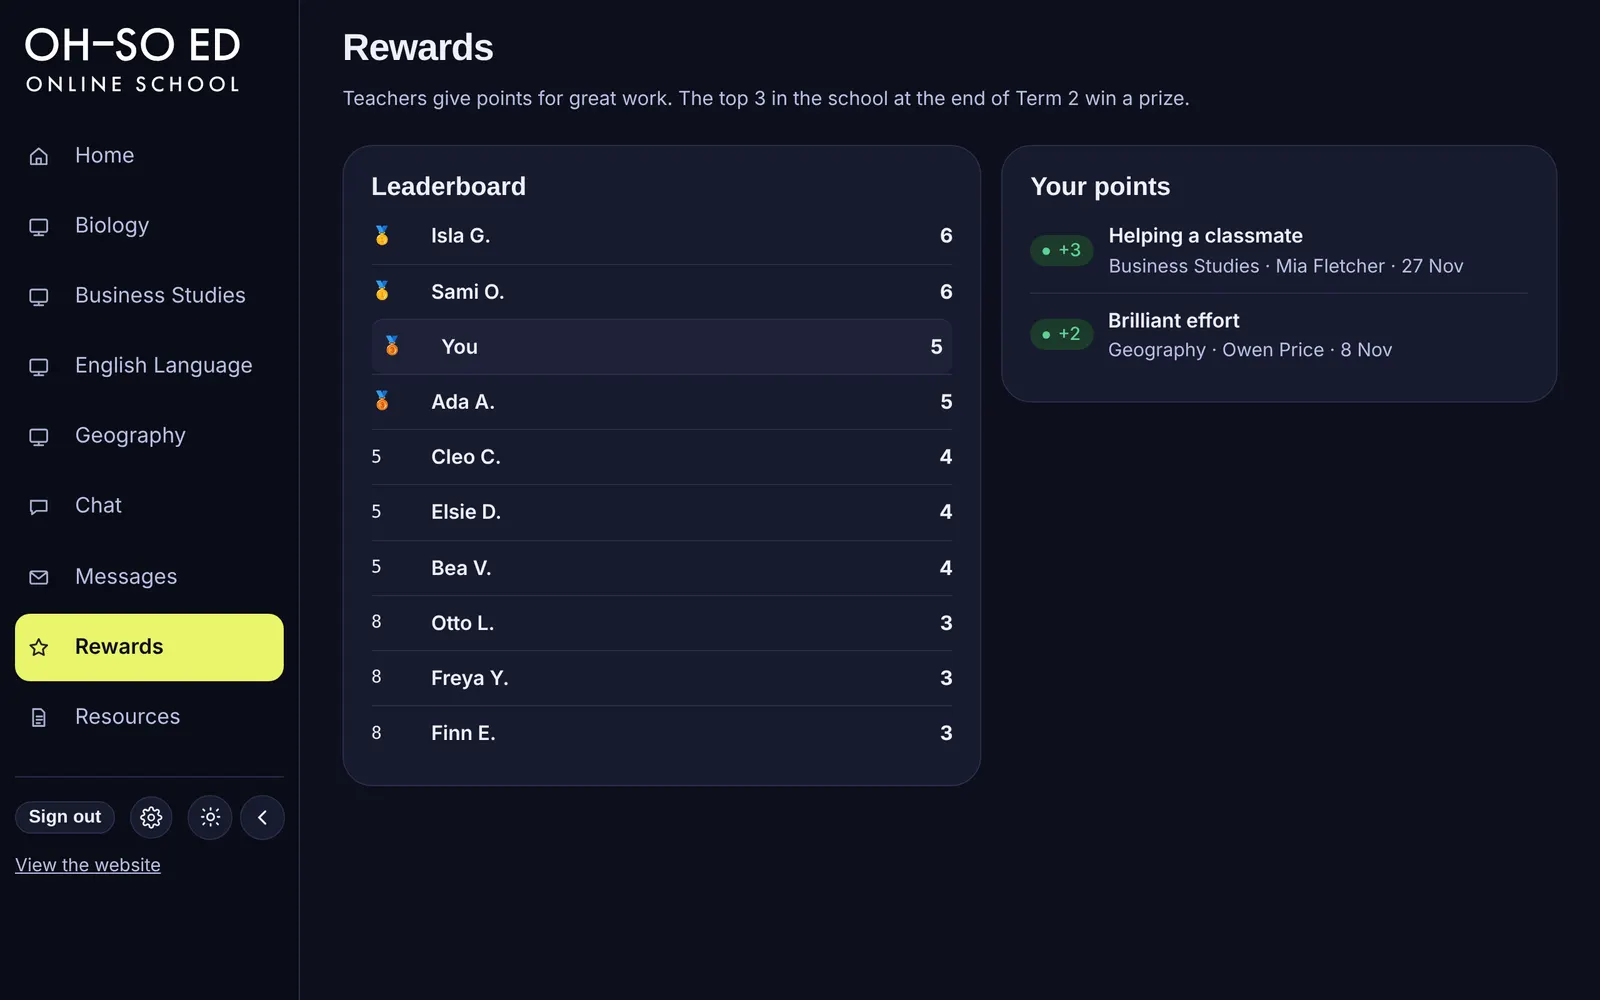 OH-SO ED
ONLINE SCHOOL
Home
Biology
Business Studies
English Language
Geography
Chat
Messages
Rewards
Resources
Sign out
View the website
Rewards
Teachers give points for great work. The top 3 in the school at the end of Term 2 win a prize.
Leaderboard
Isla G. 6
Sami O. 6
You 5
Ada A. 5
5 Cleo C. 4
5 Elsie D. 4
5 Bea V. 4
8 Otto L. 3
8 Freya Y. 3
8 Finn E. 3
Your points
+3 Helping a classmate
Business Studies · Mia Fletcher · 27 Nov
+2 Brilliant effort
Geography · Owen Price · 8 Nov